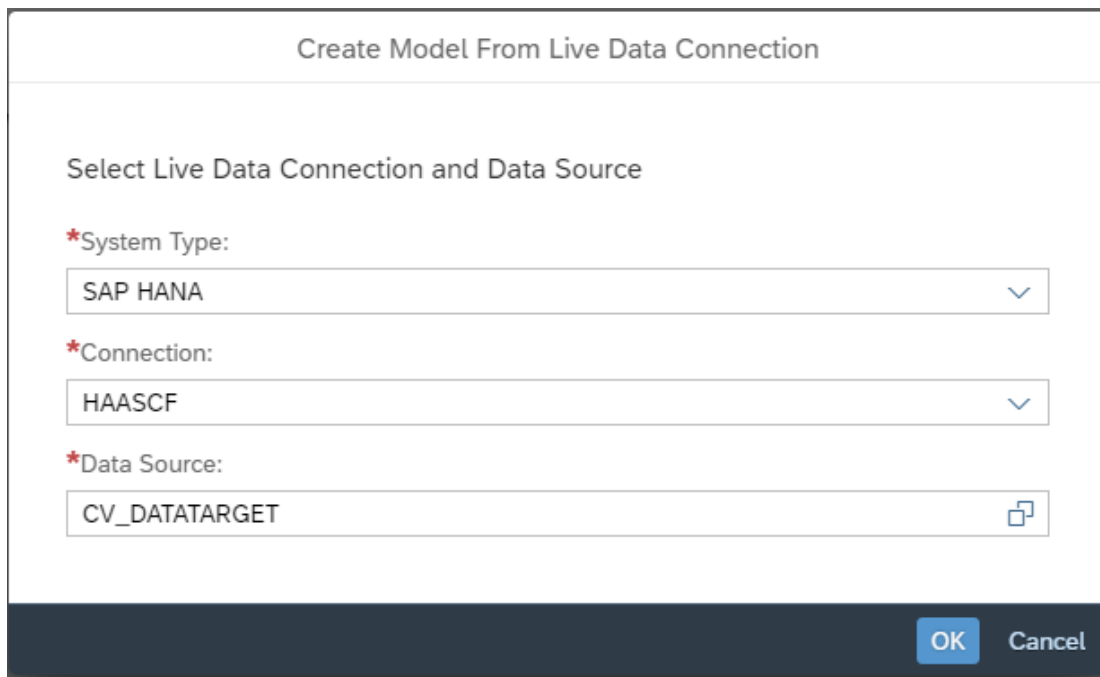 Create Model From Live Data Connection
Select Live Data Connection and Data Source
*System Type:
SAP HANA
*Connection:
HAASCF
*Data Source:
CV_DATATARGET
OK Cancel